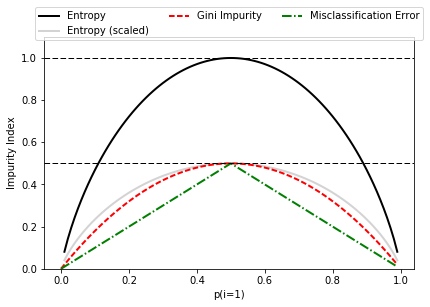 Entropy
Entropy (scaled)
Gini Impurity
Misclassification Error
Impurity Index
1.0
0.8
0.6
0.4
0.2
0.0
0.0 0.2 0.4 0.6 0.8 1.0
p(i=1)